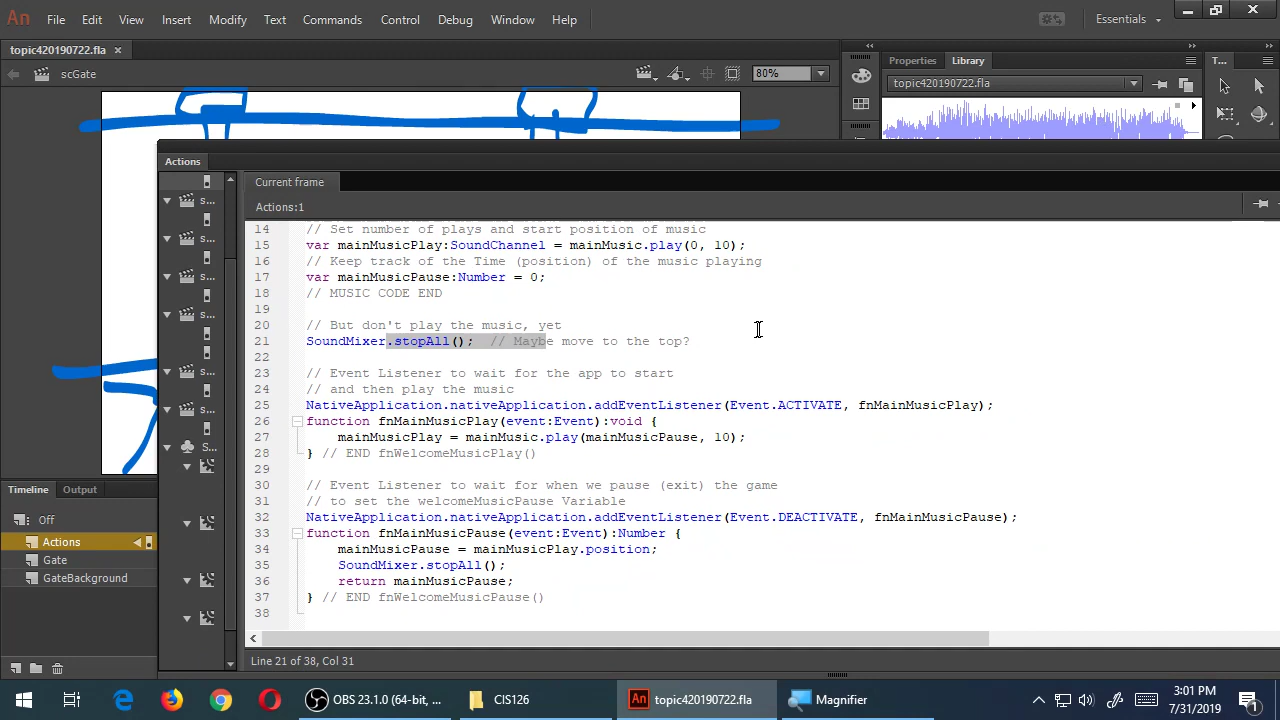 An File Edit View Insert Modify Text Commands Control Debug Window Help Essentials
topic420190722.fla ×
Properties Library T...
scGate 80%
topic420190722.fla
Actions
Current frame
s...
Actions:1
s...
14 // Set number of plays and start position of music
15 var mainMusicPlay:SoundChannel = mainMusic.play(0, 10);
16 // Keep track of the Time (position) of the music playing
s...
17 var mainMusicPause:Number = 0;
18 // MUSIC CODE END
19
s...
20 // But don't play the music, yet
21 SoundMixer.stopAll(); // Maybe move to the top?
22
s...
23 // Event Listener to wait for the app to start
24 // and then play the music
s...
25 NativeApplication.nativeApplication.addEventListener(Event.ACTIVATE, fnMainMusicPlay);
26 function fnMainMusicPlay(event:Event):void {
27 mainMusicPlay = mainMusic.play(mainMusicPause, 10);
S...
28 } // END fnWelcomeMusicPlay()
29
30 // Event Listener to wait for when we pause (exit) the game
31 // to set the welcomeMusicPause Variable
32 NativeApplication.nativeApplication.addEventListener(Event.DEACTIVATE, fnMainMusicPause);
33 function fnMainMusicPause(event:Event):Number {
34 mainMusicPause = mainMusicPlay.position;
35 SoundMixer.stopAll();
36 return mainMusicPause;
37 } // END fnWelcomeMusicPause()
38
Timeline Output
Off
Actions
Gate
GateBackground
Line 21 of 38, Col 31
OBS 23.1.0 (64-bit, ... CIS126 An topic420190722.fla Magnifier
3:01 PM
7/31/2019
1